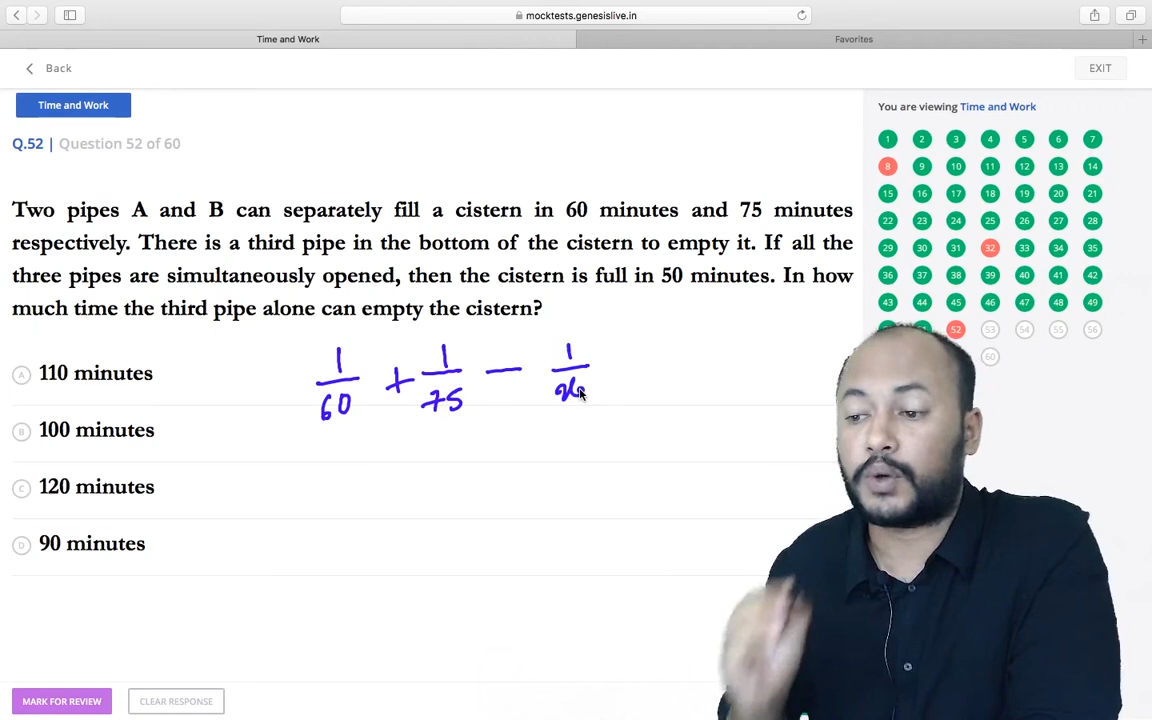 mocktests.genesislive.in
Time and Work
Favorites
Back
EXIT
Time and Work
You are viewing Time and Work
Q.52 | Question 52 of 60
1 2 3 4 5 6 7
8 9 10 11 12 13 14
15 16 17 18 19 20 21
22 23 24 25 26 27 28
29 30 31 32 33 34 35
36 37 38 39 40 41 42
43 44 45 46 47 48 49
52 53 54 55 56
60
Two pipes A and B can separately fill a cistern in 60 minutes and 75 minutes
respectively. There is a third pipe in the bottom of the cistern to empty it. If all the
three pipes are simultaneously opened, then the cistern is full in 50 minutes. In how
much time the third pipe alone can empty the cistern?
1/60 + 1/75 - 1/x
A 110 minutes
B 100 minutes
C 120 minutes
D 90 minutes
MARK FOR REVIEW
CLEAR RESPONSE